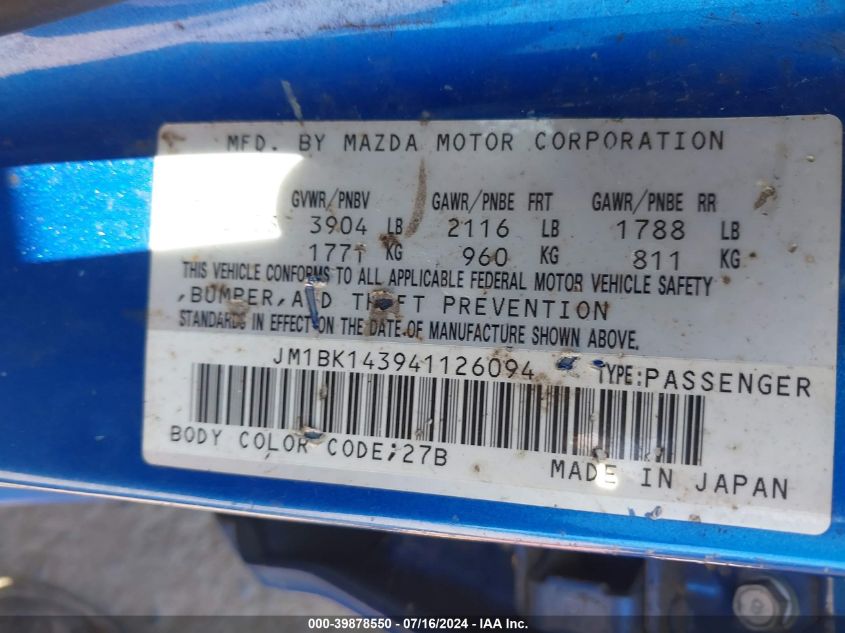 MFD. BY MAZDA MOTOR CORPORATION
GVWR/PNBV GAWR/PNBE FRT GAWR/PNBE RR
3904 LB 2116 LB 1788 LB
1771 KG 960 KG 811 KG
THIS VEHICLE CONFORMS TO ALL APPLICABLE FEDERAL MOTOR VEHICLE SAFETY
,BUMPER,AND THEFT PREVENTION
STANDARDS IN EFFECT ON THE DATE OF MANUFACTURE SHOWN ABOVE.
JM1BK143941126094 TYPE:PASSENGER
BODY COLOR CODE;27B
MADE IN JAPAN
000-39878550 - 07/16/2024 - IAAI.com